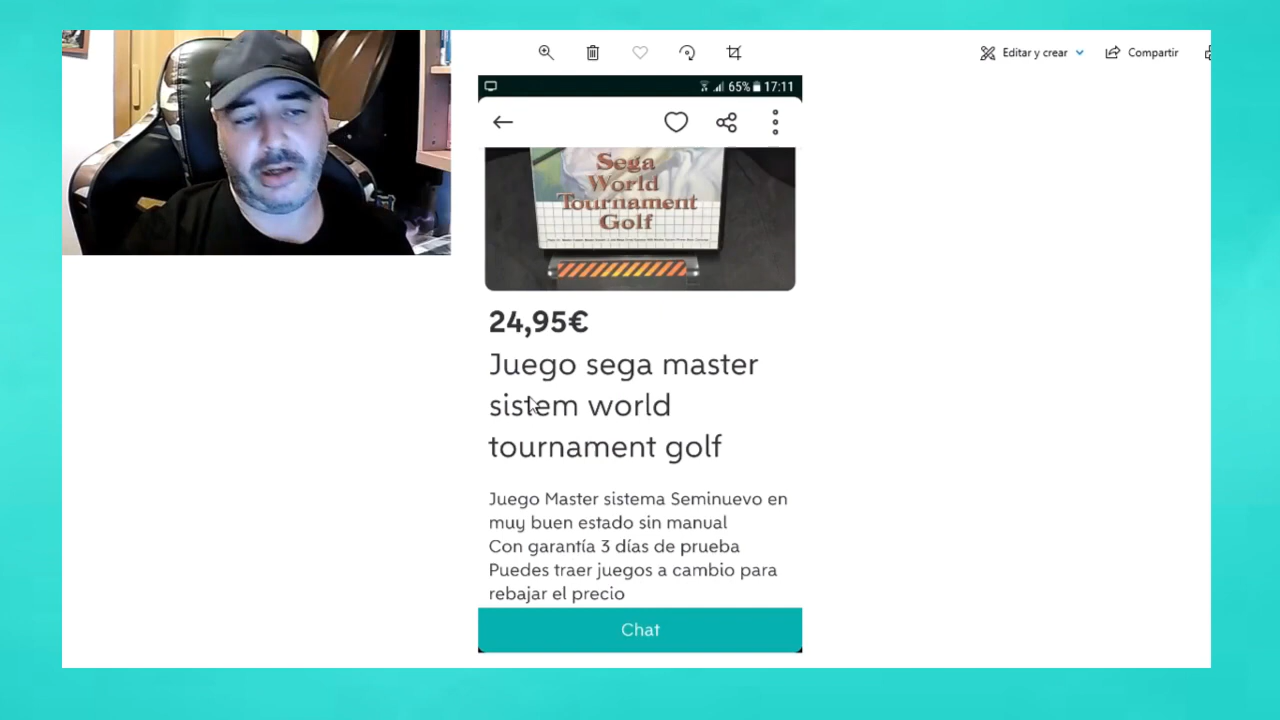 Editar y crear
Compartir
65% 17:11
Sega
World
Tournament
Golf
24,95€
Juego sega master
sistem world
tournament golf
Juego Master sistema Seminuevo en
muy buen estado sin manual
Con garantía 3 días de prueba
Puedes traer juegos a cambio para
rebajar el precio
Chat